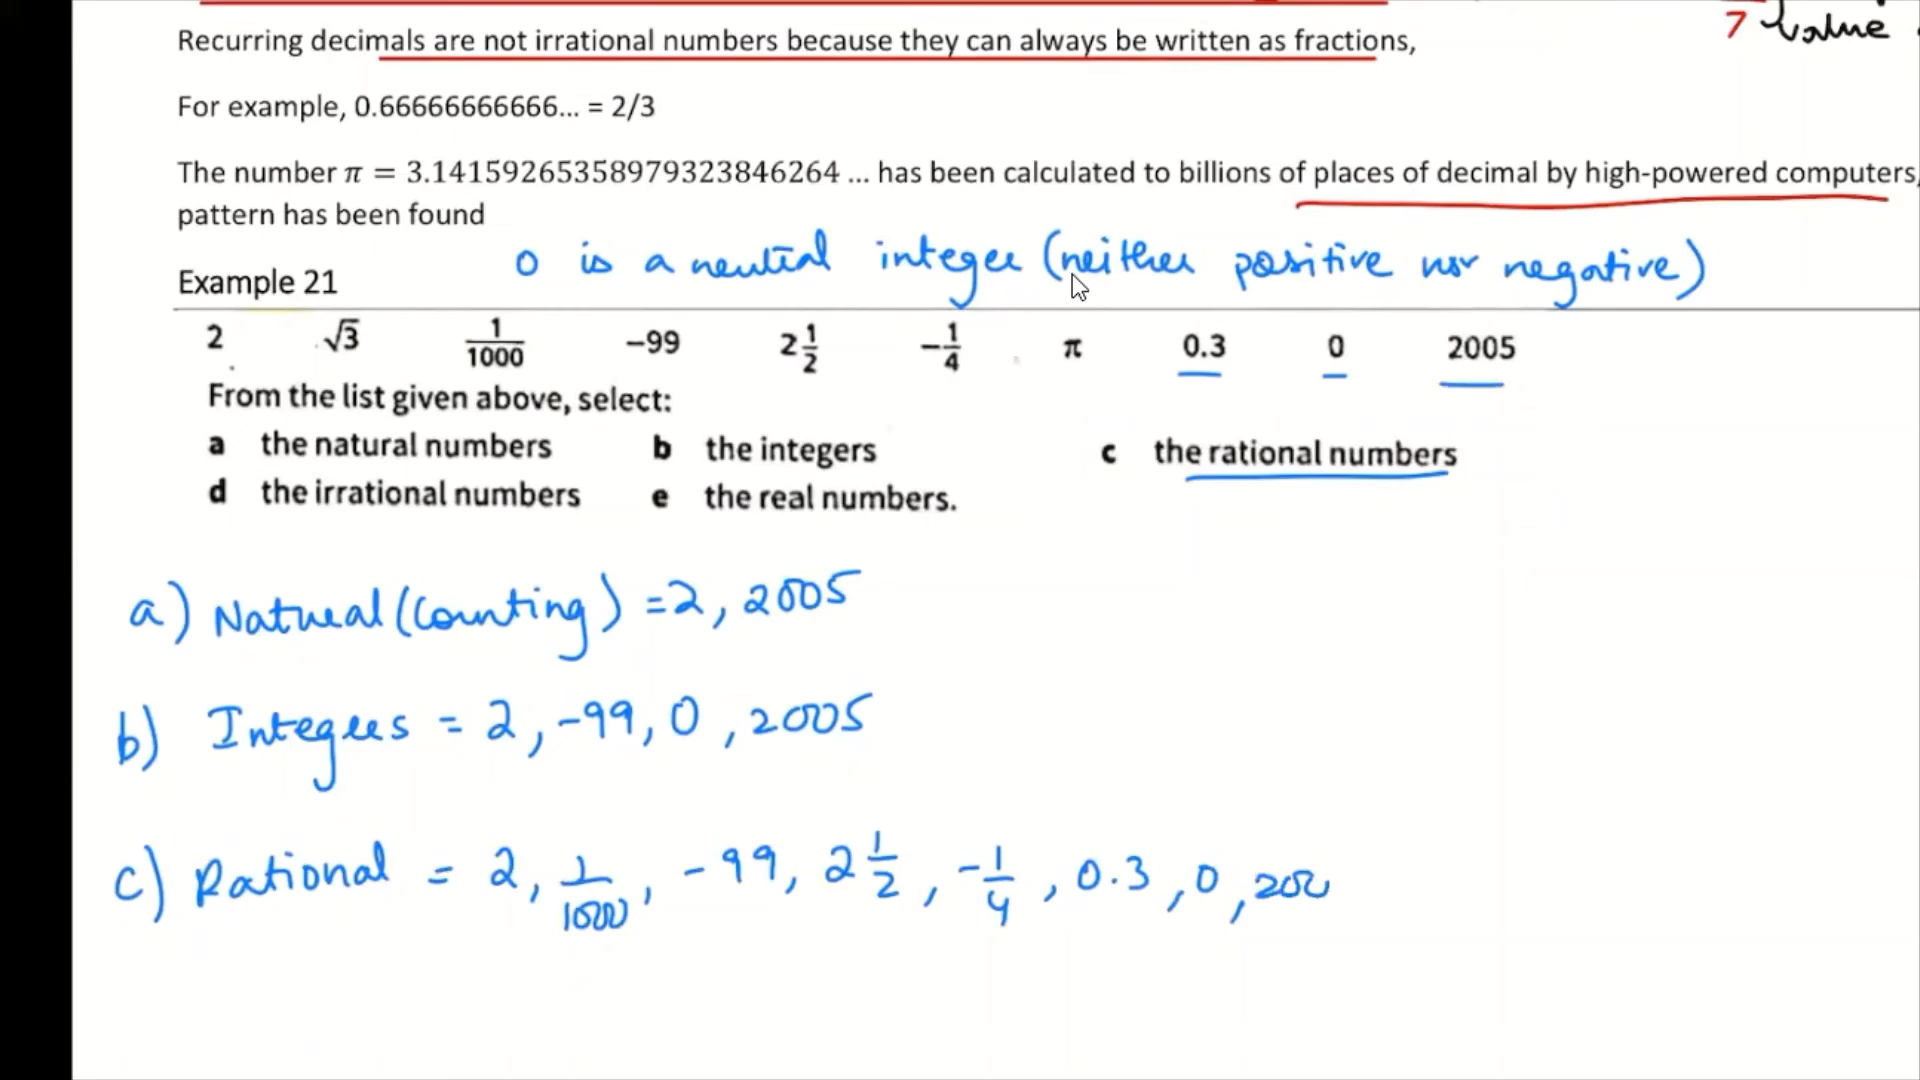 7 value
Recurring decimals are not irrational numbers because they can always be written as fractions,
For example, 0.66666666666... = 2/3
The number π = 3.14159265358979323846264 ... has been calculated to billions of places of decimal by high-powered computers,
pattern has been found
0 is a neutral integer (neither positive nor negative)
Example 21
2 √3 1/1000 −99 2 1/2 −1/4 π 0.3 0 2005
From the list given above, select:
a the natural numbers b the integers c the rational numbers
d the irrational numbers e the real numbers.
a) Natural (Counting) = 2, 2005
b) Integers = 2, -99, 0, 2005
c) Rational = 2, 1/1000, -99, 2 1/2, -1/4, 0.3, 0, 200